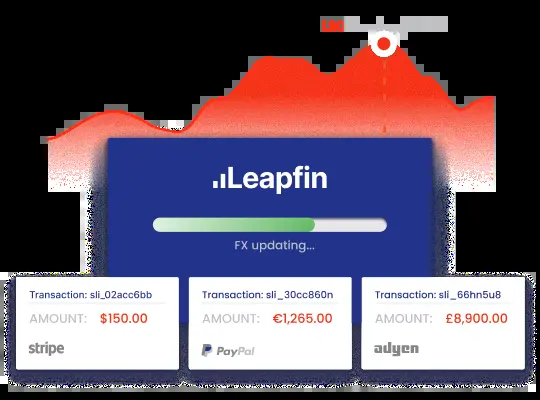 Leapfin
FX updating...
Transaction: sli_02acc6bb
AMOUNT: $150.00
stripe
Transaction: sli_30cc860n
AMOUNT: €1,265.00
PayPal
Transaction: sli_66hn5u8
AMOUNT: £8,900.00
adyen